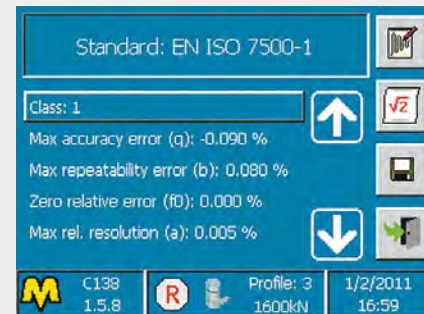 Standard: EN ISO 7500-1
√2
Class: 1
Max accuracy error (q): -0.090 %
Max repeatability error (b): 0.080 %
Zero relative error (f0): 0.000 %
Max rel. resolution (a): 0.005 %
C138
1.5.8
R
Profile: 3
1600kN
1/2/2011
16:59